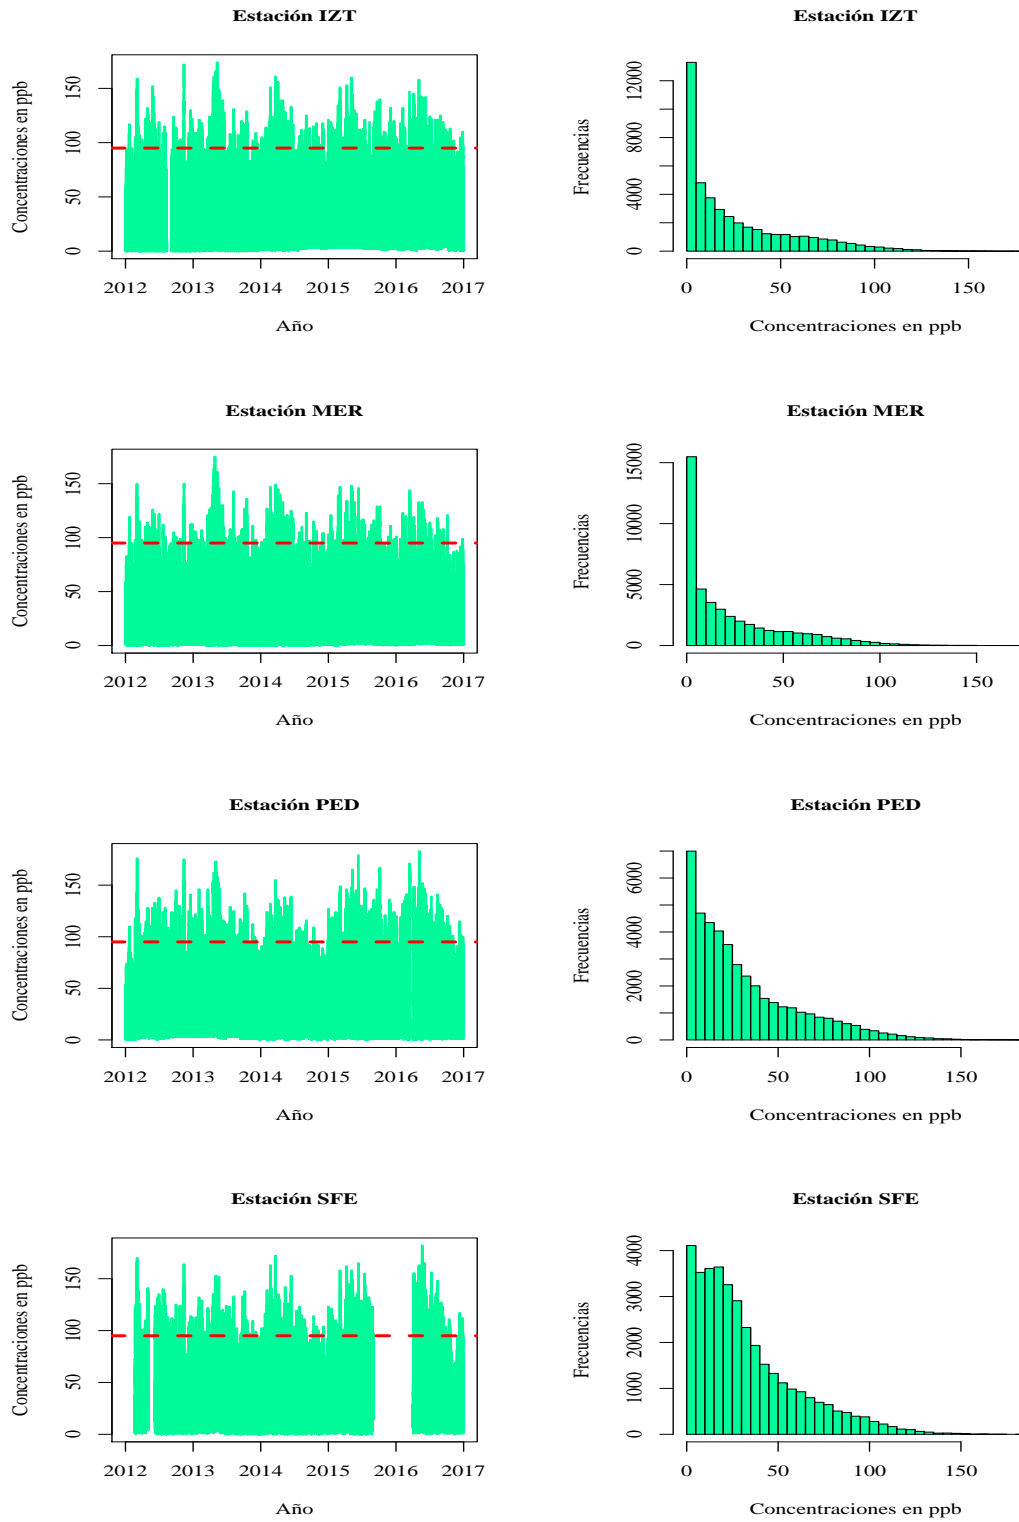 Estación IZT
Concentraciones en ppb
0 50 100 150
2012 2013 2014 2015 2016 2017
Año
Estación IZT
Frecuencias
0 4000 8000 12000
0 50 100 150
Concentraciones en ppb
Estación MER
Concentraciones en ppb
0 50 100 150
2012 2013 2014 2015 2016 2017
Año
Estación MER
Frecuencias
0 5000 10000 15000
0 50 100 150
Concentraciones en ppb
Estación PED
Concentraciones en ppb
0 50 100 150
2012 2013 2014 2015 2016 2017
Año
Estación PED
Frecuencias
0 2000 4000 6000
0 50 100 150
Concentraciones en ppb
Estación SFE
Concentraciones en ppb
0 50 100 150
2012 2013 2014 2015 2016 2017
Año
Estación SFE
Frecuencias
0 1000 2000 3000 4000
0 50 100 150
Concentraciones en ppb